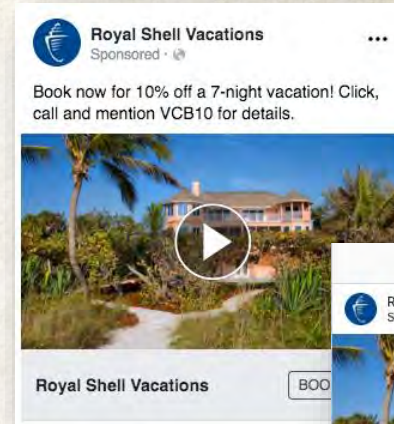 Royal Shell Vacations
Sponsored ·
Book now for 10% off a 7-night vacation! Click,
call and mention VCB10 for details.
Royal Shell Vacations